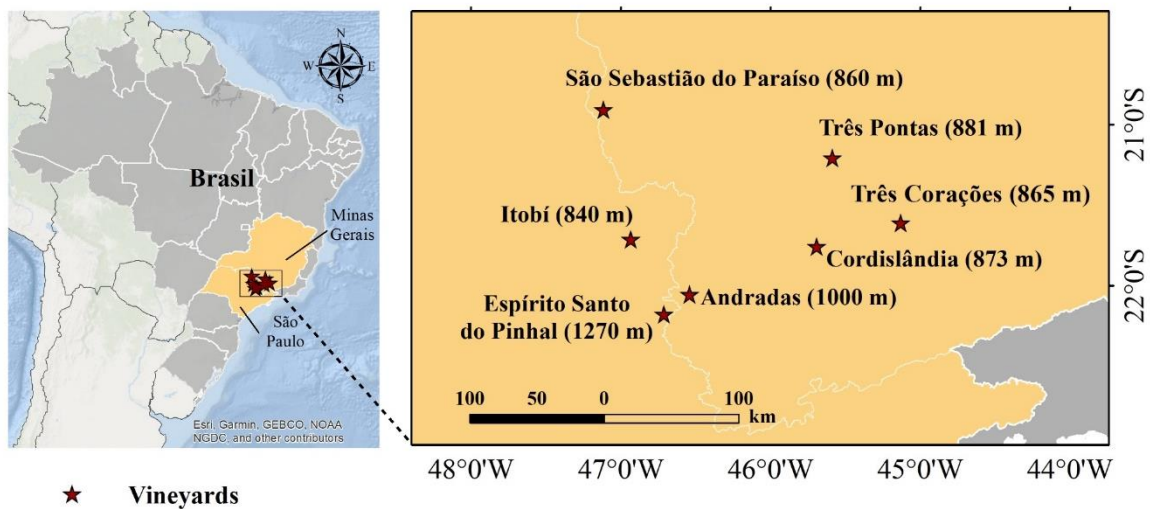 N
W
E
S
Brasil
Minas
Gerais
São
Paulo
Esri, Garmin, GEBCO, NOAA
NGDC, and other contributors
São Sebastião do Paraíso (860 m)
Três Pontas (881 m)
Três Corações (865 m)
Itobí (840 m)
Cordislândia (873 m)
Andradas (1000 m)
Espírito Santo
do Pinhal (1270 m)
100 50 0 100
km
21°0'S
22°0'S
48°0'W 47°0'W 46°0'W 45°0'W 44°0'W
Vineyards